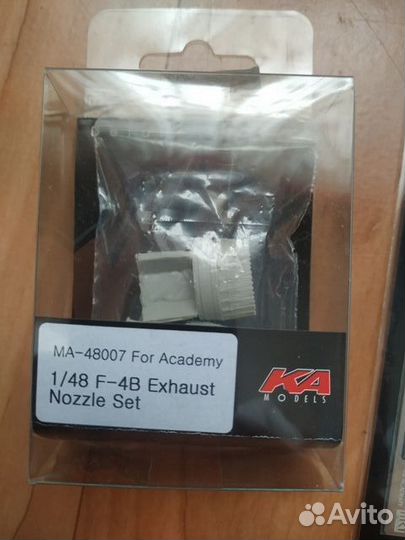 MA-48007 For Academy
1/48 F-4B Exhaust
Nozzle Set
KA
MODELS
Avito